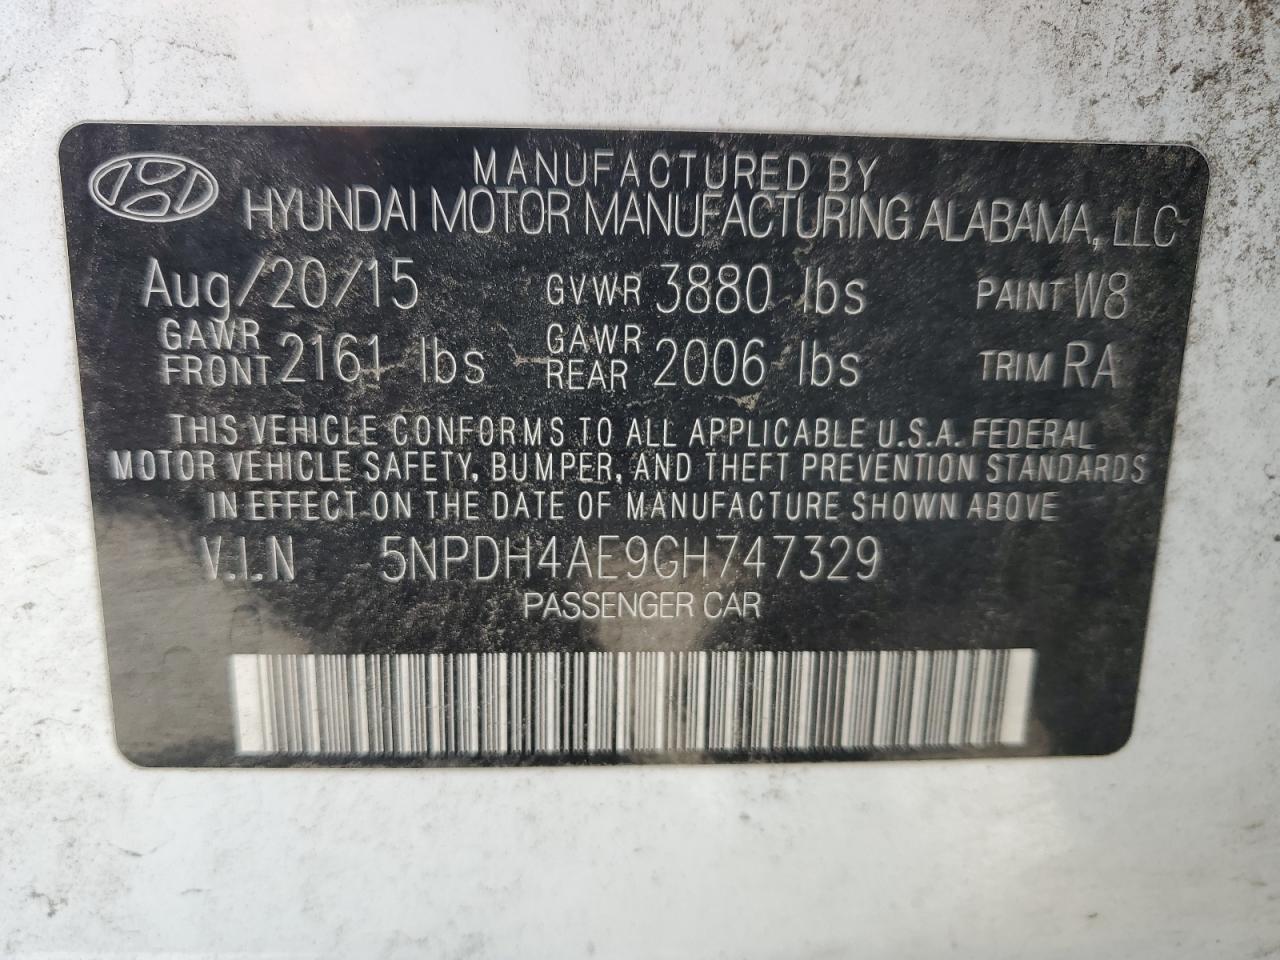 MANUFACTURED BY
HYUNDAI MOTOR MANUFACTURING ALABAMA, LLC
Aug/20/15 GVWR 3880 lbs PAINT W8
GAWR FRONT 2161 lbs GAWR REAR 2006 lbs TRIM RA
THIS VEHICLE CONFORMS TO ALL APPLICABLE U.S.A. FEDERAL
MOTOR VEHICLE SAFETY, BUMPER, AND THEFT PREVENTION STANDARDS
IN EFFECT ON THE DATE OF MANUFACTURE SHOWN ABOVE
V.I.N 5NPDH4AE9GH747329
PASSENGER CAR